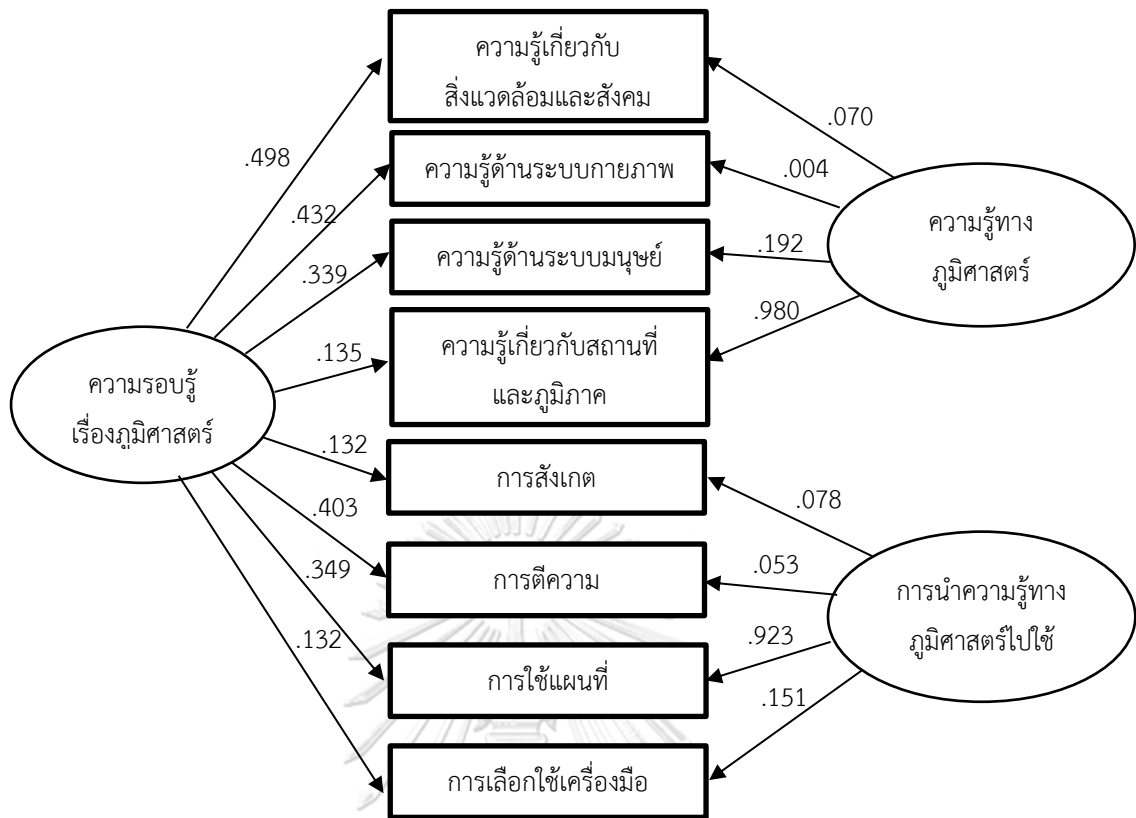 ความรู้เกี่ยวกับ
สิ่งแวดล้อมและสังคม
.070
.498
ความรู้ด้านระบบกายภาพ
.004
.432
ความรู้ทาง
ภูมิศาสตร์
ความรู้ด้านระบบมนุษย์
.192
.339
.980
ความรู้เกี่ยวกับสถานที่
และภูมิภาค
.135
ความรอบรู้
เรื่องภูมิศาสตร์
.132
การสังเกต
.078
.403
การตีความ
.053
การนำความรู้ทาง
ภูมิศาสตร์ไปใช้
.349
.923
.132
การใช้แผนที่
.151
การเลือกใช้เครื่องมือ